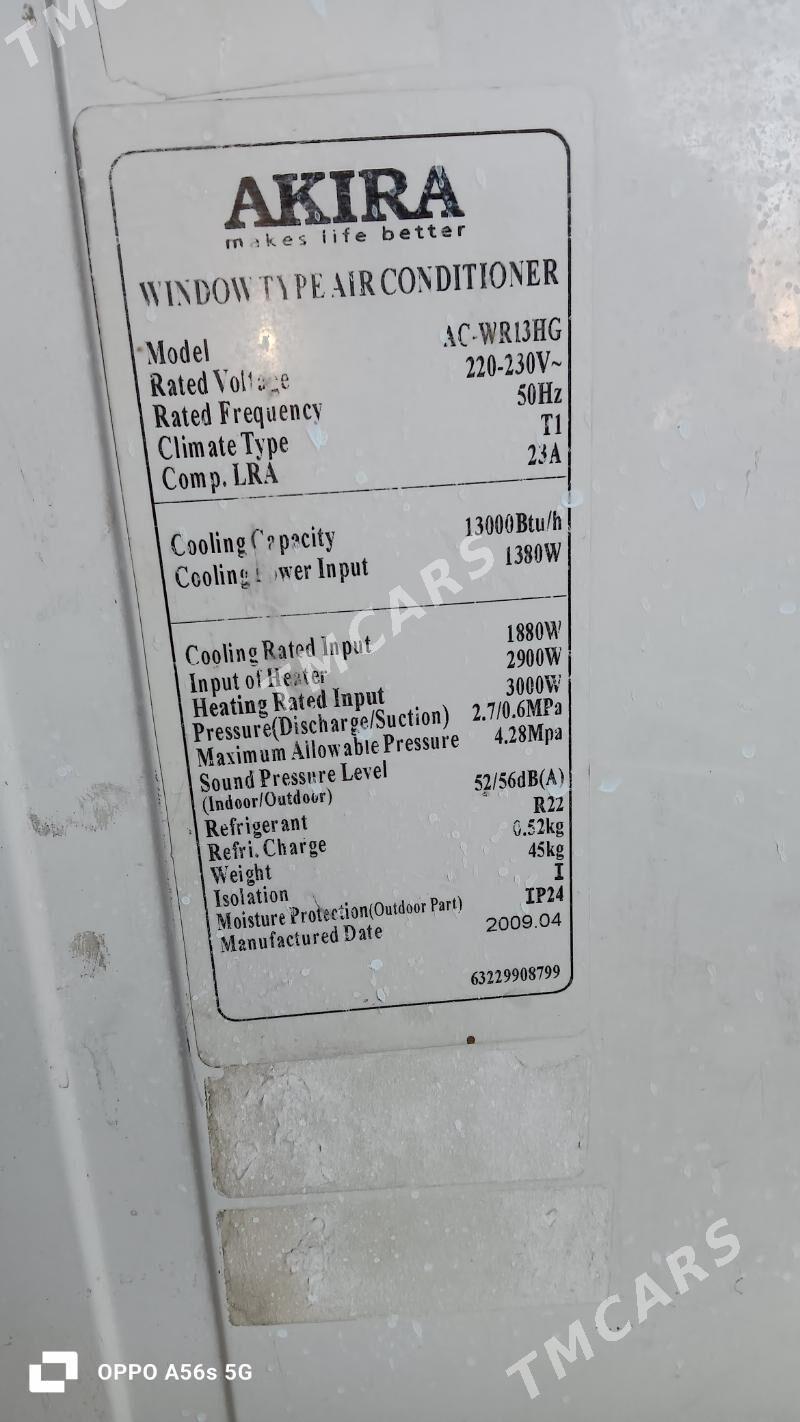 TMCARS
AKIRA
makes life better
WINDOW TYPE AIR CONDITIONER
Model AC-WR13HG
Rated Voltage 220-230V~
Rated Frequency 50Hz
Climate Type T1
Comp. LRA 23A
Cooling Capacity 13000Btu/h
Cooling Power Input 1380W
Cooling Rated Input 1880W
Input of Heater 2900W
Heating Rated Input 3000W
Pressure(Discharge/Suction) 2.7/0.6MPa
Maximum Allowable Pressure 4.28Mpa
Sound Pressure Level
(Indoor/Outdoor) 52/56dB(A)
Refrigerant R22
Refri. Charge 0.52kg
Weight 45kg
Isolation I
Moisture Protection(Outdoor Part) IP24
Manufactured Date 2009.04
63229908799
TMCARS
OPPO A56s 5G